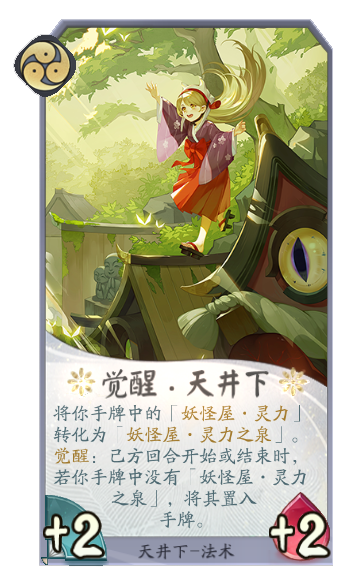 觉醒·天井下
将你手牌中的「妖怪屋·灵力」
转化为「妖怪屋·灵力之泉」。
觉醒：己方回合开始或结束时，
若你手牌中没有「妖怪屋·灵力
之泉」，将其置入
手牌。
+2
天井下-法术
+2